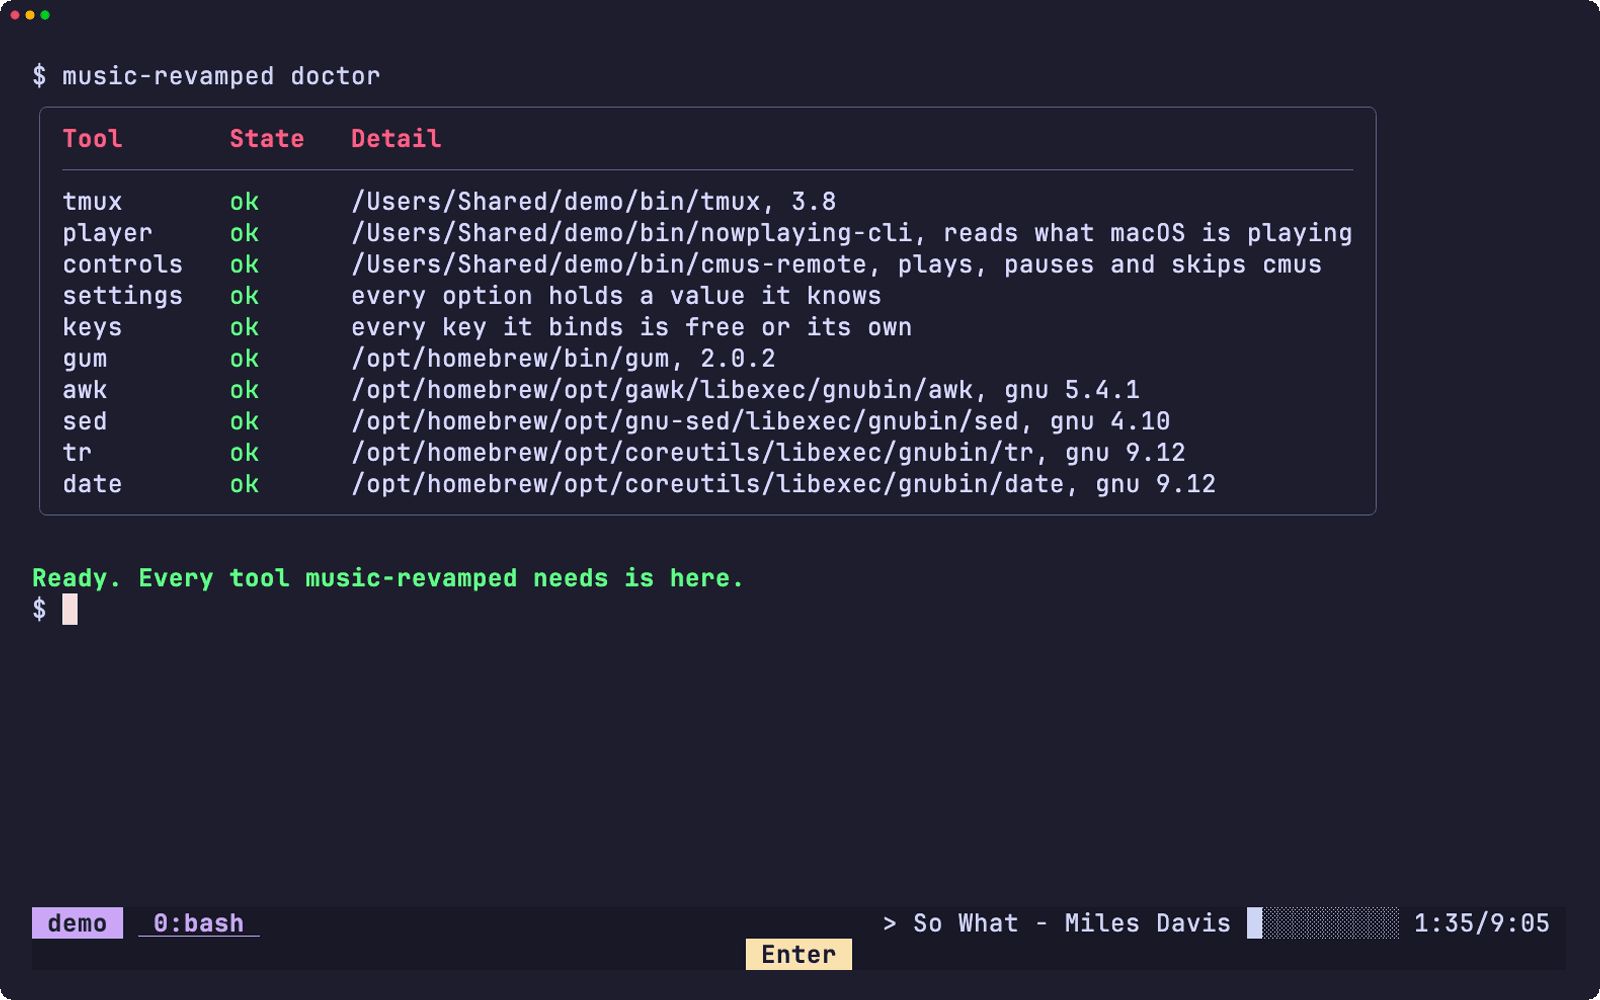 $ music-revamped doctor
Tool State Detail
tmux ok /Users/Shared/demo/bin/tmux, 3.8
player ok /Users/Shared/demo/bin/nowplaying-cli, reads what macOS is playing
controls ok /Users/Shared/demo/bin/cmus-remote, plays, pauses and skips cmus
settings ok every option holds a value it knows
keys ok every key it binds is free or its own
gum ok /opt/homebrew/bin/gum, 2.0.2
awk ok /opt/homebrew/opt/gawk/libexec/gnubin/awk, gnu 5.4.1
sed ok /opt/homebrew/opt/gnu-sed/libexec/gnubin/sed, gnu 4.10
tr ok /opt/homebrew/opt/coreutils/libexec/gnubin/tr, gnu 9.12
date ok /opt/homebrew/opt/coreutils/libexec/gnubin/date, gnu 9.12
Ready. Every tool music-revamped needs is here.
$
demo 0:bash > So What - Miles Davis 1:35/9:05
Enter